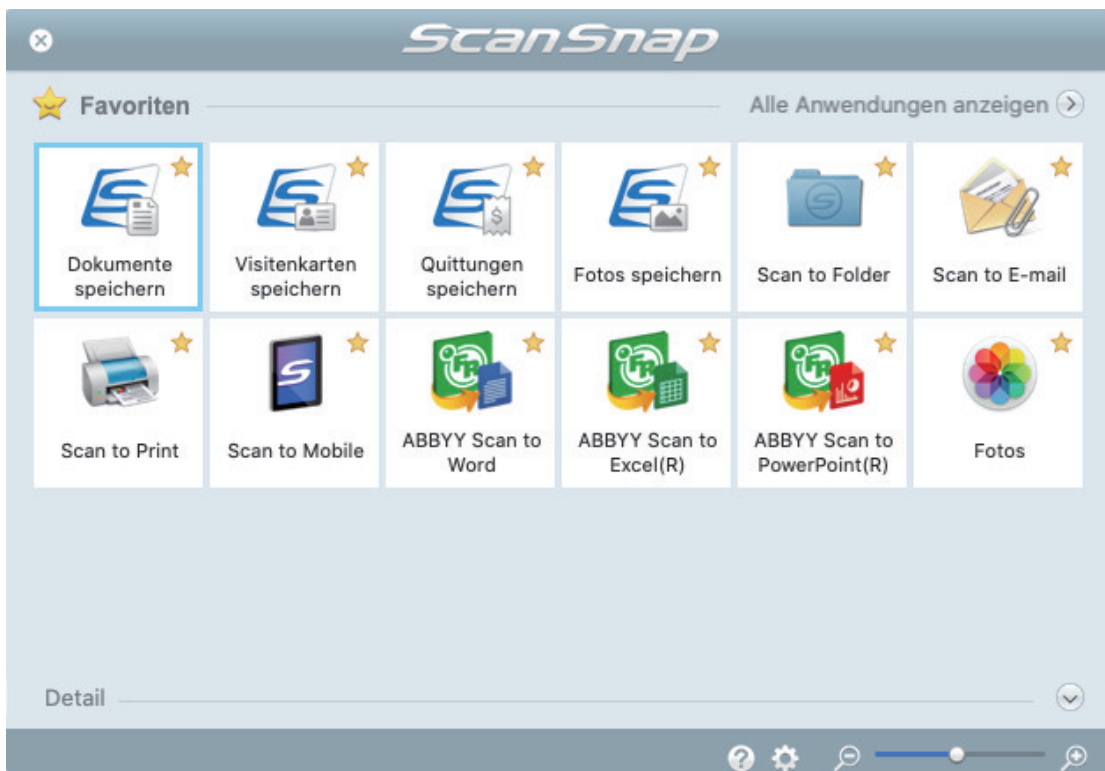 ScanSnap
Favoriten
Alle Anwendungen anzeigen
Dokumente
speichern
Visitenkarten
speichern
Quittungen
speichern
Fotos speichern
Scan to Folder
Scan to E-mail
Scan to Print
Scan to Mobile
ABBYY Scan to
Word
ABBYY Scan to
Excel(R)
ABBYY Scan to
PowerPoint(R)
Fotos
Detail